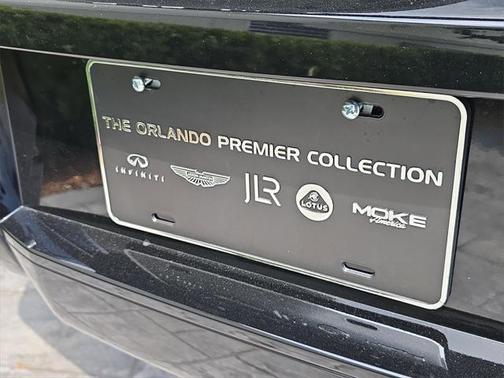 THE ORLANDO PREMIER COLLECTION
INFINITI JLR LOTUS MOKE
America